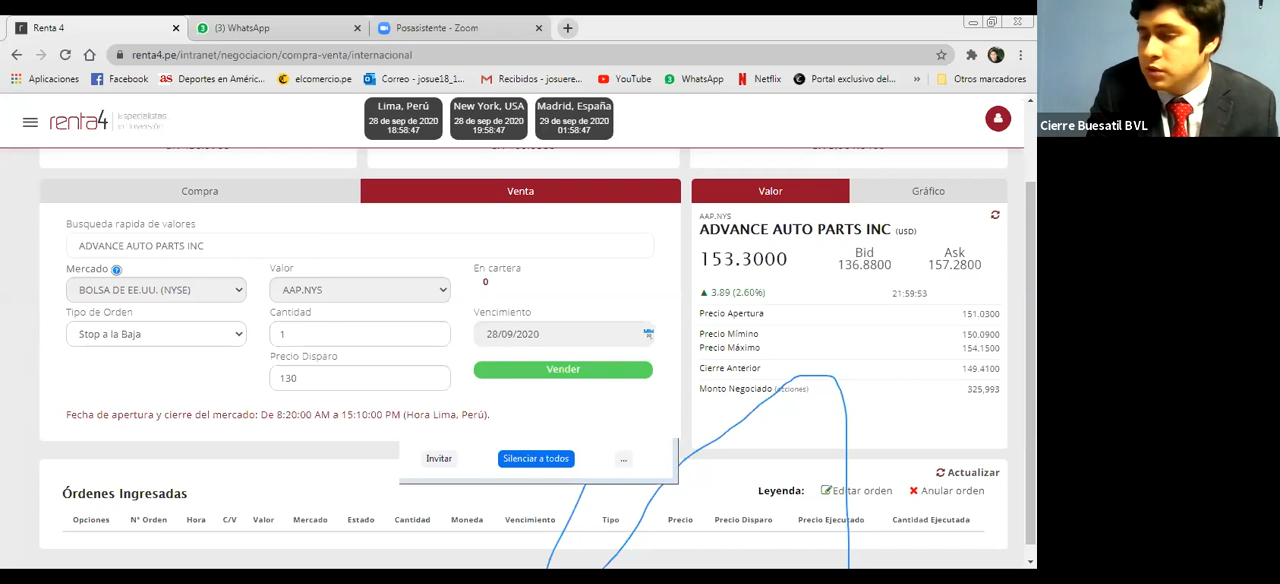 Renta 4
(3) WhatsApp
Posasistente - Zoom
renta4.pe/intranet/negociacion/compra-venta/internacional
Aplicaciones
Facebook
Deportes en Améric...
elcomercio.pe
Correo - josue18_1...
Recibidos - josuere...
YouTube
WhatsApp
Netflix
Portal exclusivo del...
»
Otros marcadores
renta4
Especialistas
en inversión
Lima, Perú
28 de sep de 2020
18:58:47
New York, USA
28 de sep de 2020
19:58:47
Madrid, España
29 de sep de 2020
01:58:47
Cierre Buesatil BVL
Compra
Venta
Valor
Gráfico
Busqueda rapida de valores
ADVANCE AUTO PARTS INC
Mercado ?
BOLSA DE EE.UU. (NYSE)
Valor
AAP.NYS
En cartera
0
Tipo de Orden
Stop a la Baja
Cantidad
1
Vencimiento
28/09/2020
Precio Disparo
130
Vender
Fecha de apertura y cierre del mercado: De 8:20:00 AM a 15:10:00 PM (Hora Lima, Perú).
AAP.NYS
ADVANCE AUTO PARTS INC (USD)
153.3000
Bid
136.8800
Ask
157.2800
▲ 3.89 (2.60%)
21:59:53
Precio Apertura 151.0300
Precio Mímino 150.0900
Precio Máximo 154.1500
Cierre Anterior 149.4100
Monto Negociado (acciones) 325,993
Invitar
Silenciar a todos
...
Actualizar
Órdenes Ingresadas
Leyenda: Editar orden Anular orden
Opciones N° Orden Hora C/V Valor Mercado Estado Cantidad Moneda Vencimiento Tipo Precio Precio Disparo Precio Ejecutado Cantidad Ejecutada